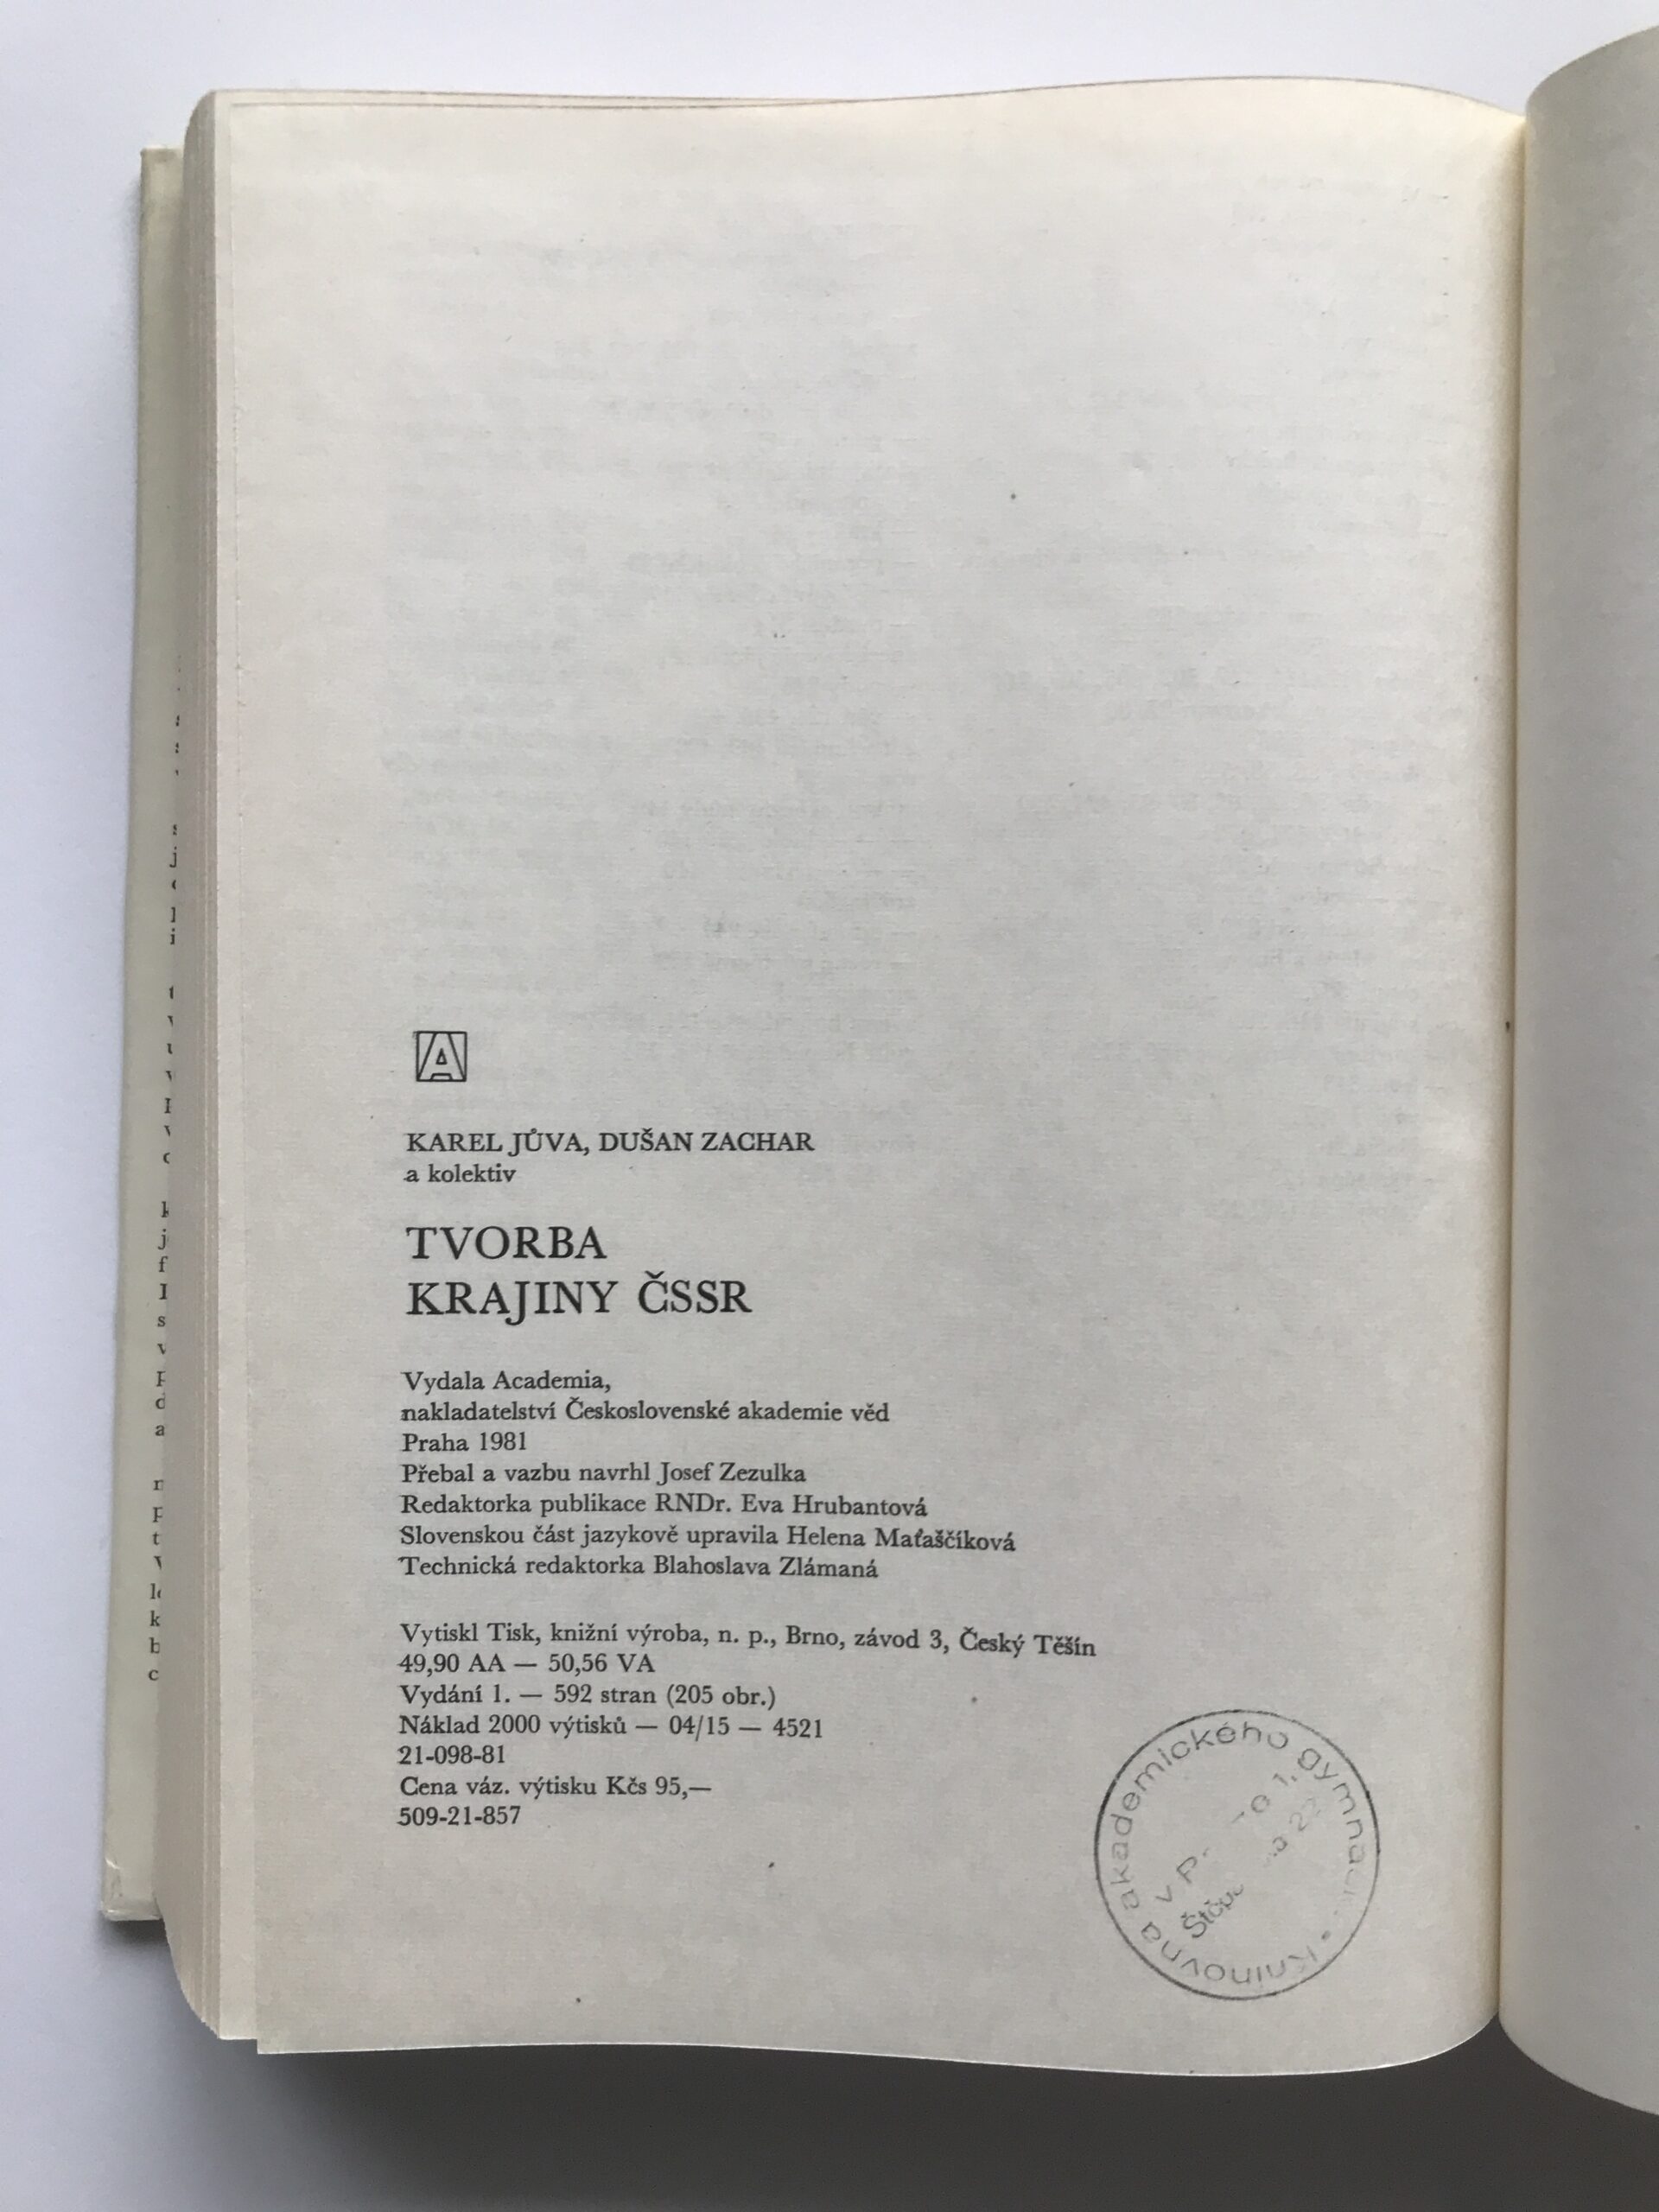 A
KAREL JŮVA, DUŠAN ZACHAR
a kolektiv
TVORBA
KRAJINY ČSSR
Vydala Academia,
nakladatelství Československé akademie věd
Praha 1981
Přebal a vazbu navrhl Josef Zezulka
Redaktorka publikace RNDr. Eva Hrubantová
Slovenskou část jazykově upravila Helena Maťaščíková
Technická redaktorka Blahoslava Zlámaná
Vytiskl Tisk, knižní výroba, n. p., Brno, závod 3, Český Těšín
49,90 AA — 50,56 VA
Vydání 1. — 592 stran (205 obr.)
Náklad 2000 výtisků — 04/15 — 4521
21-098-81
Cena váz. výtisku Kčs 95,—
509-21-857
Knihovna akademického
v 1,
22